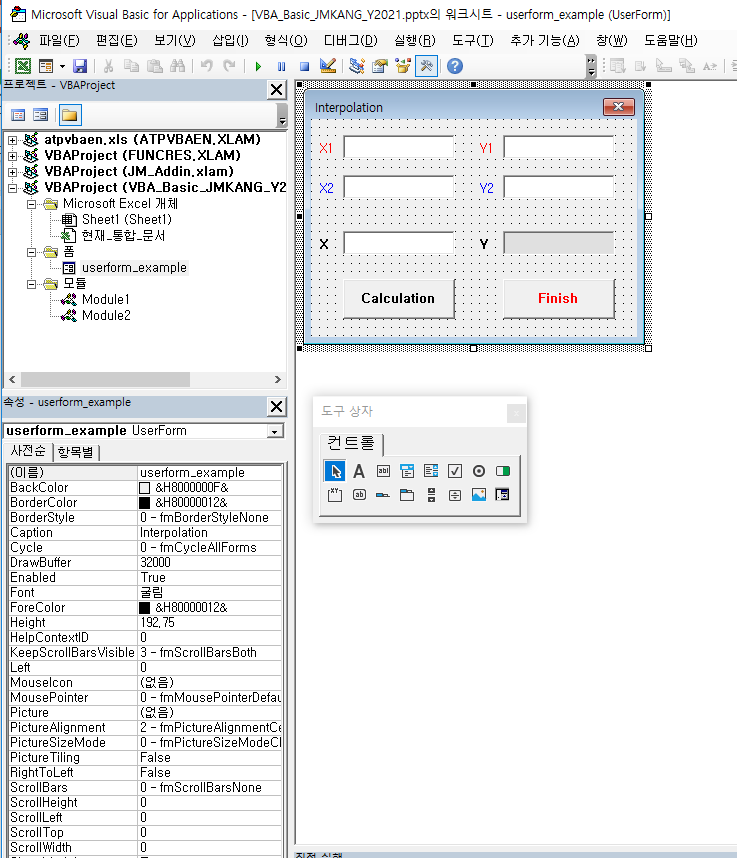 Microsoft Visual Basic for Applications - [VBA_Basic_JMKANG_Y2021.pptx의 워크시트 - userform_example (UserForm)]
파일(F) 편집(E) 보기(V) 삽입(I) 형식(O) 디버그(D) 실행(R) 도구(T) 추가 기능(A) 창(W) 도움말(H)
프로젝트 - VBAProject
atpvbaen.xls (ATPVBAEN.XLAM)
VBAProject (FUNCRES.XLAM)
VBAProject (JM_Addin.xlam)
VBAProject (VBA_Basic_JMKANG_Y2
Microsoft Excel 개체
Sheet1 (Sheet1)
현재_통합_문서
폼
userform_example
모듈
Module1
Module2
속성 - userform_example
userform_example UserForm
사전순 항목별
(이름) userform_example
BackColor &H8000000F&
BorderColor &H80000012&
BorderStyle 0 - fmBorderStyleNone
Caption Interpolation
Cycle 0 - fmCycleAllForms
DrawBuffer 32000
Enabled True
Font 굴림
ForeColor &H80000012&
Height 192.75
HelpContextID 0
KeepScrollBarsVisible 3 - fmScrollBarsBoth
Left 0
MouseIcon (없음)
MousePointer 0 - fmMousePointerDefau
Picture (없음)
PictureAlignment 2 - fmPictureAlignmentCe
PictureSizeMode 0 - fmPictureSizeModeCl
PictureTiling False
RightToLeft False
ScrollBars 0 - fmScrollBarsNone
ScrollHeight 0
ScrollLeft 0
ScrollTop 0
ScrollWidth 0
Interpolation
X1 Y1
X2 Y2
X Y
Calculation Finish
도구 상자
컨트롤